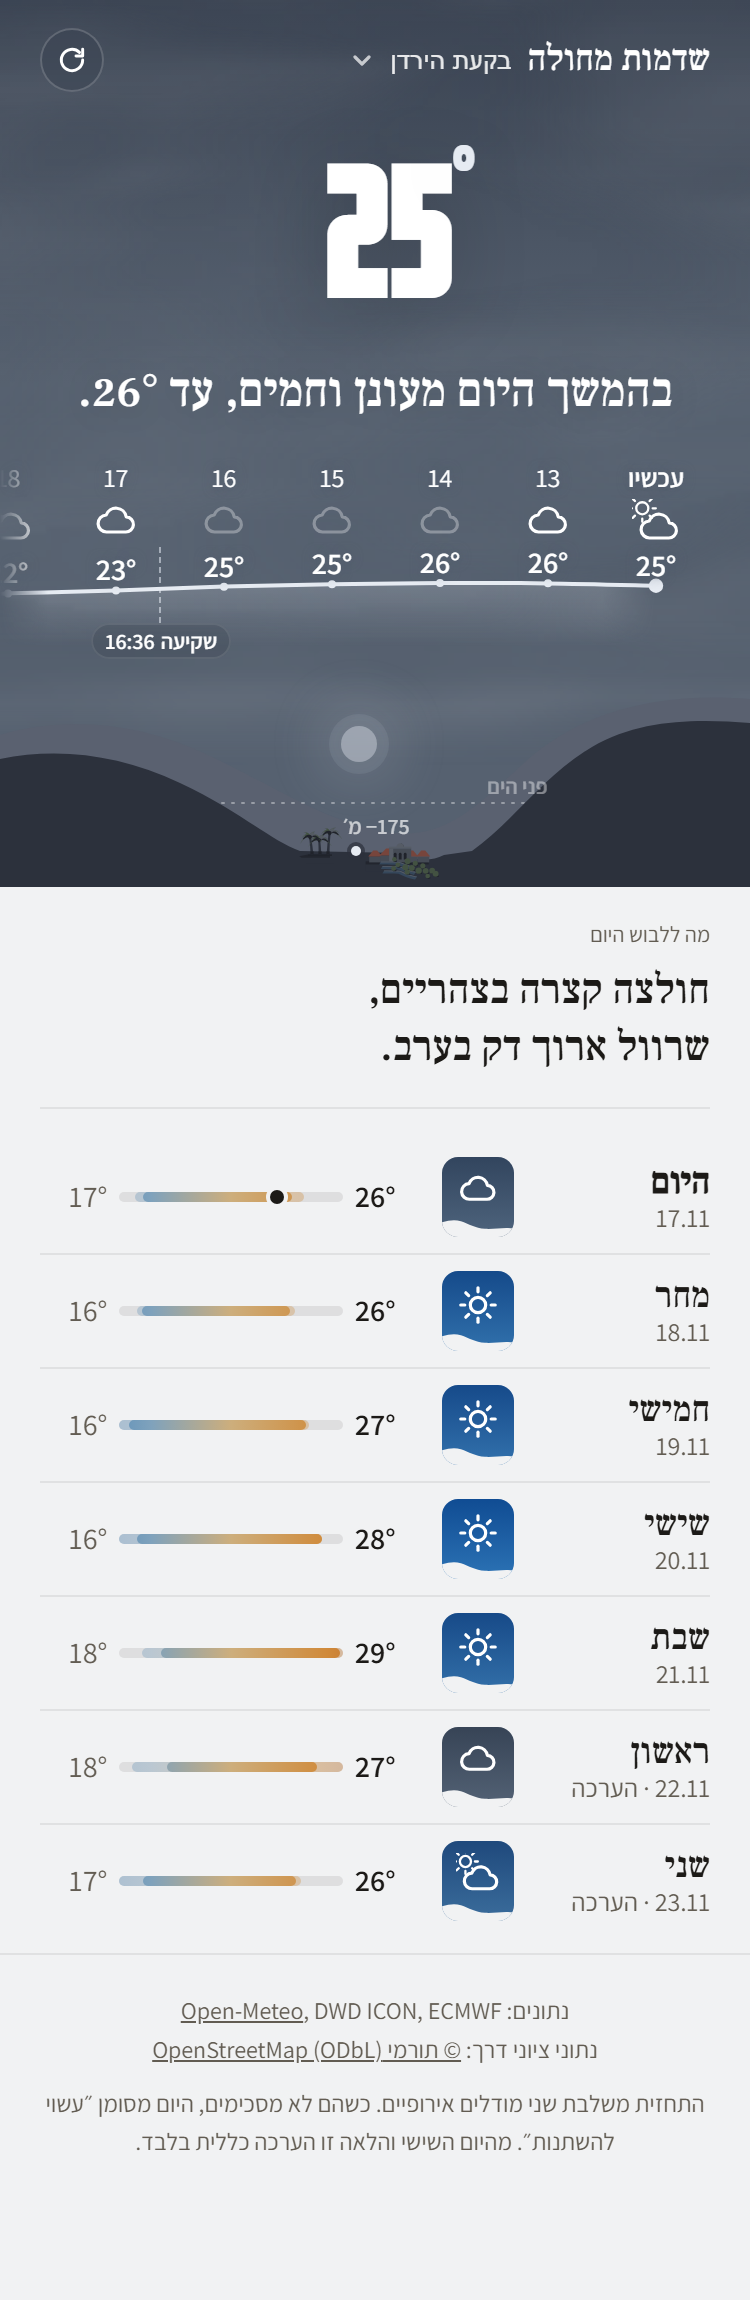 שדמות מחולה בקעת הירדן
25°
בהמשך היום מעונן וחמים, עד 26°.
עכשיו 13 14 15 16 17
25° 26° 26° 25° 25° 23°
שקיעה 16:36
פני הים
−175 מ׳
מה ללבוש היום
חולצה קצרה בצהריים,
שרוול ארוך דק בערב.
היום 26° 17°
17.11
מחר 26° 16°
18.11
חמישי 27° 16°
19.11
שישי 28° 16°
20.11
שבת 29° 18°
21.11
ראשון 27° 18°
22.11 · הערכה
שני 26° 17°
23.11 · הערכה
נתונים: Open-Meteo, DWD ICON, ECMWF
נתוני ציוני דרך: © תורמי OpenStreetMap (ODbL)
התחזית משלבת שני מודלים אירופיים. כשהם לא מסכימים, היום מסומן ״עשוי
להשתנות״. מהיום השישי והלאה זו הערכה כללית בלבד.